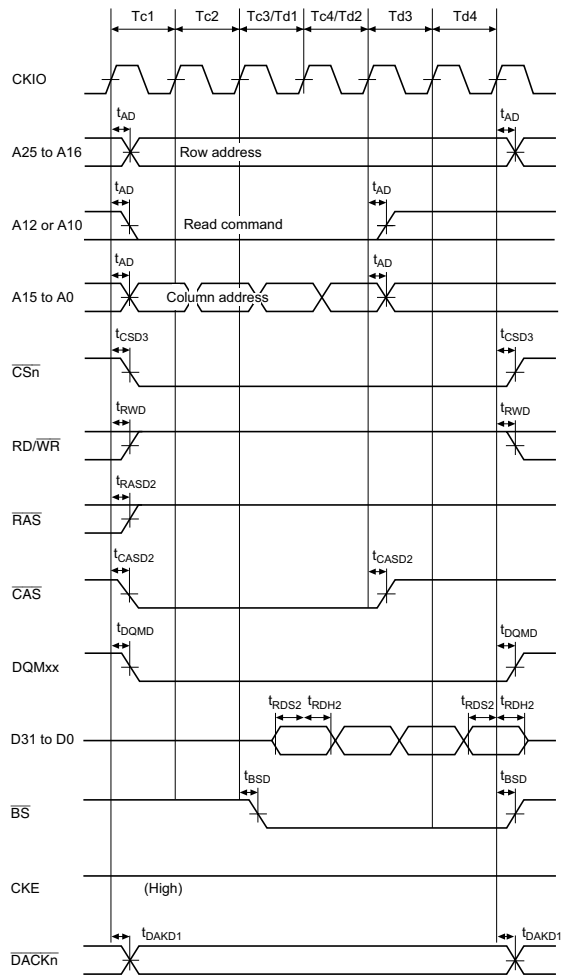 Tc1 Tc2 Tc3/Td1 Tc4/Td2 Td3 Td4
CKIO
tAD tAD
A25 to A16 Row address
tAD tAD
A12 or A10 Read command
tAD tAD
A15 to A0 Column address
tCSD3 tCSD3
CSn
tRWD tRWD
RD/WR
tRASD2
RAS
tCASD2 tCASD2
CAS
tDQMD tDQMD
DQMxx
tRDS2 tRDH2 tRDS2 tRDH2
D31 to D0
tBSD tBSD
BS
CKE (High)
tDAKD1 tDAKD1
DACKn